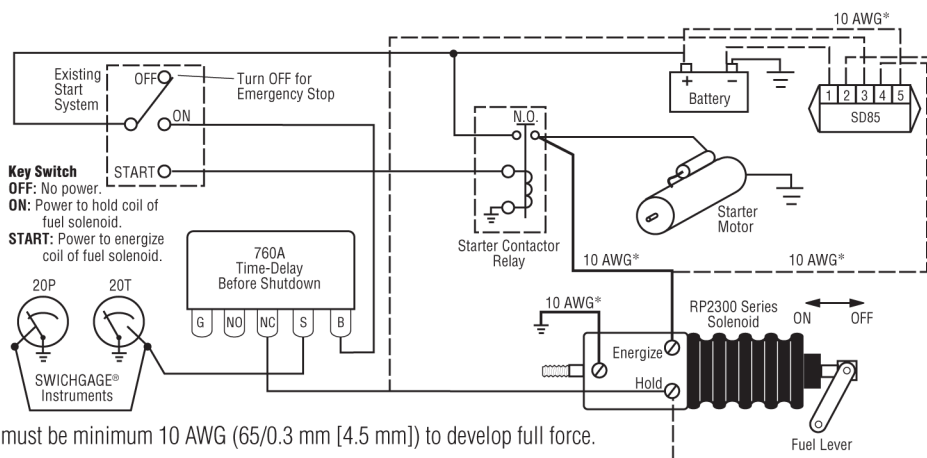 10 AWG*
Existing
Start
System
OFF
Turn OFF for
Emergency Stop
ON
START
+ −
Battery
1 2 3 4 5
SD85
N.O.
Key Switch
OFF: No power.
ON: Power to hold coil of
fuel solenoid.
START: Power to energize
coil of fuel solenoid.
Starter Contactor
Relay
Starter
Motor
760A
Time-Delay
Before Shutdown
G NO NC S B
10 AWG*
10 AWG*
20P
20T
SWICHGAGE®
Instruments
10 AWG*
RP2300 Series
Solenoid
ON OFF
Energize
Hold
Fuel Lever
must be minimum 10 AWG (65/0.3 mm [4.5 mm]) to develop full force.